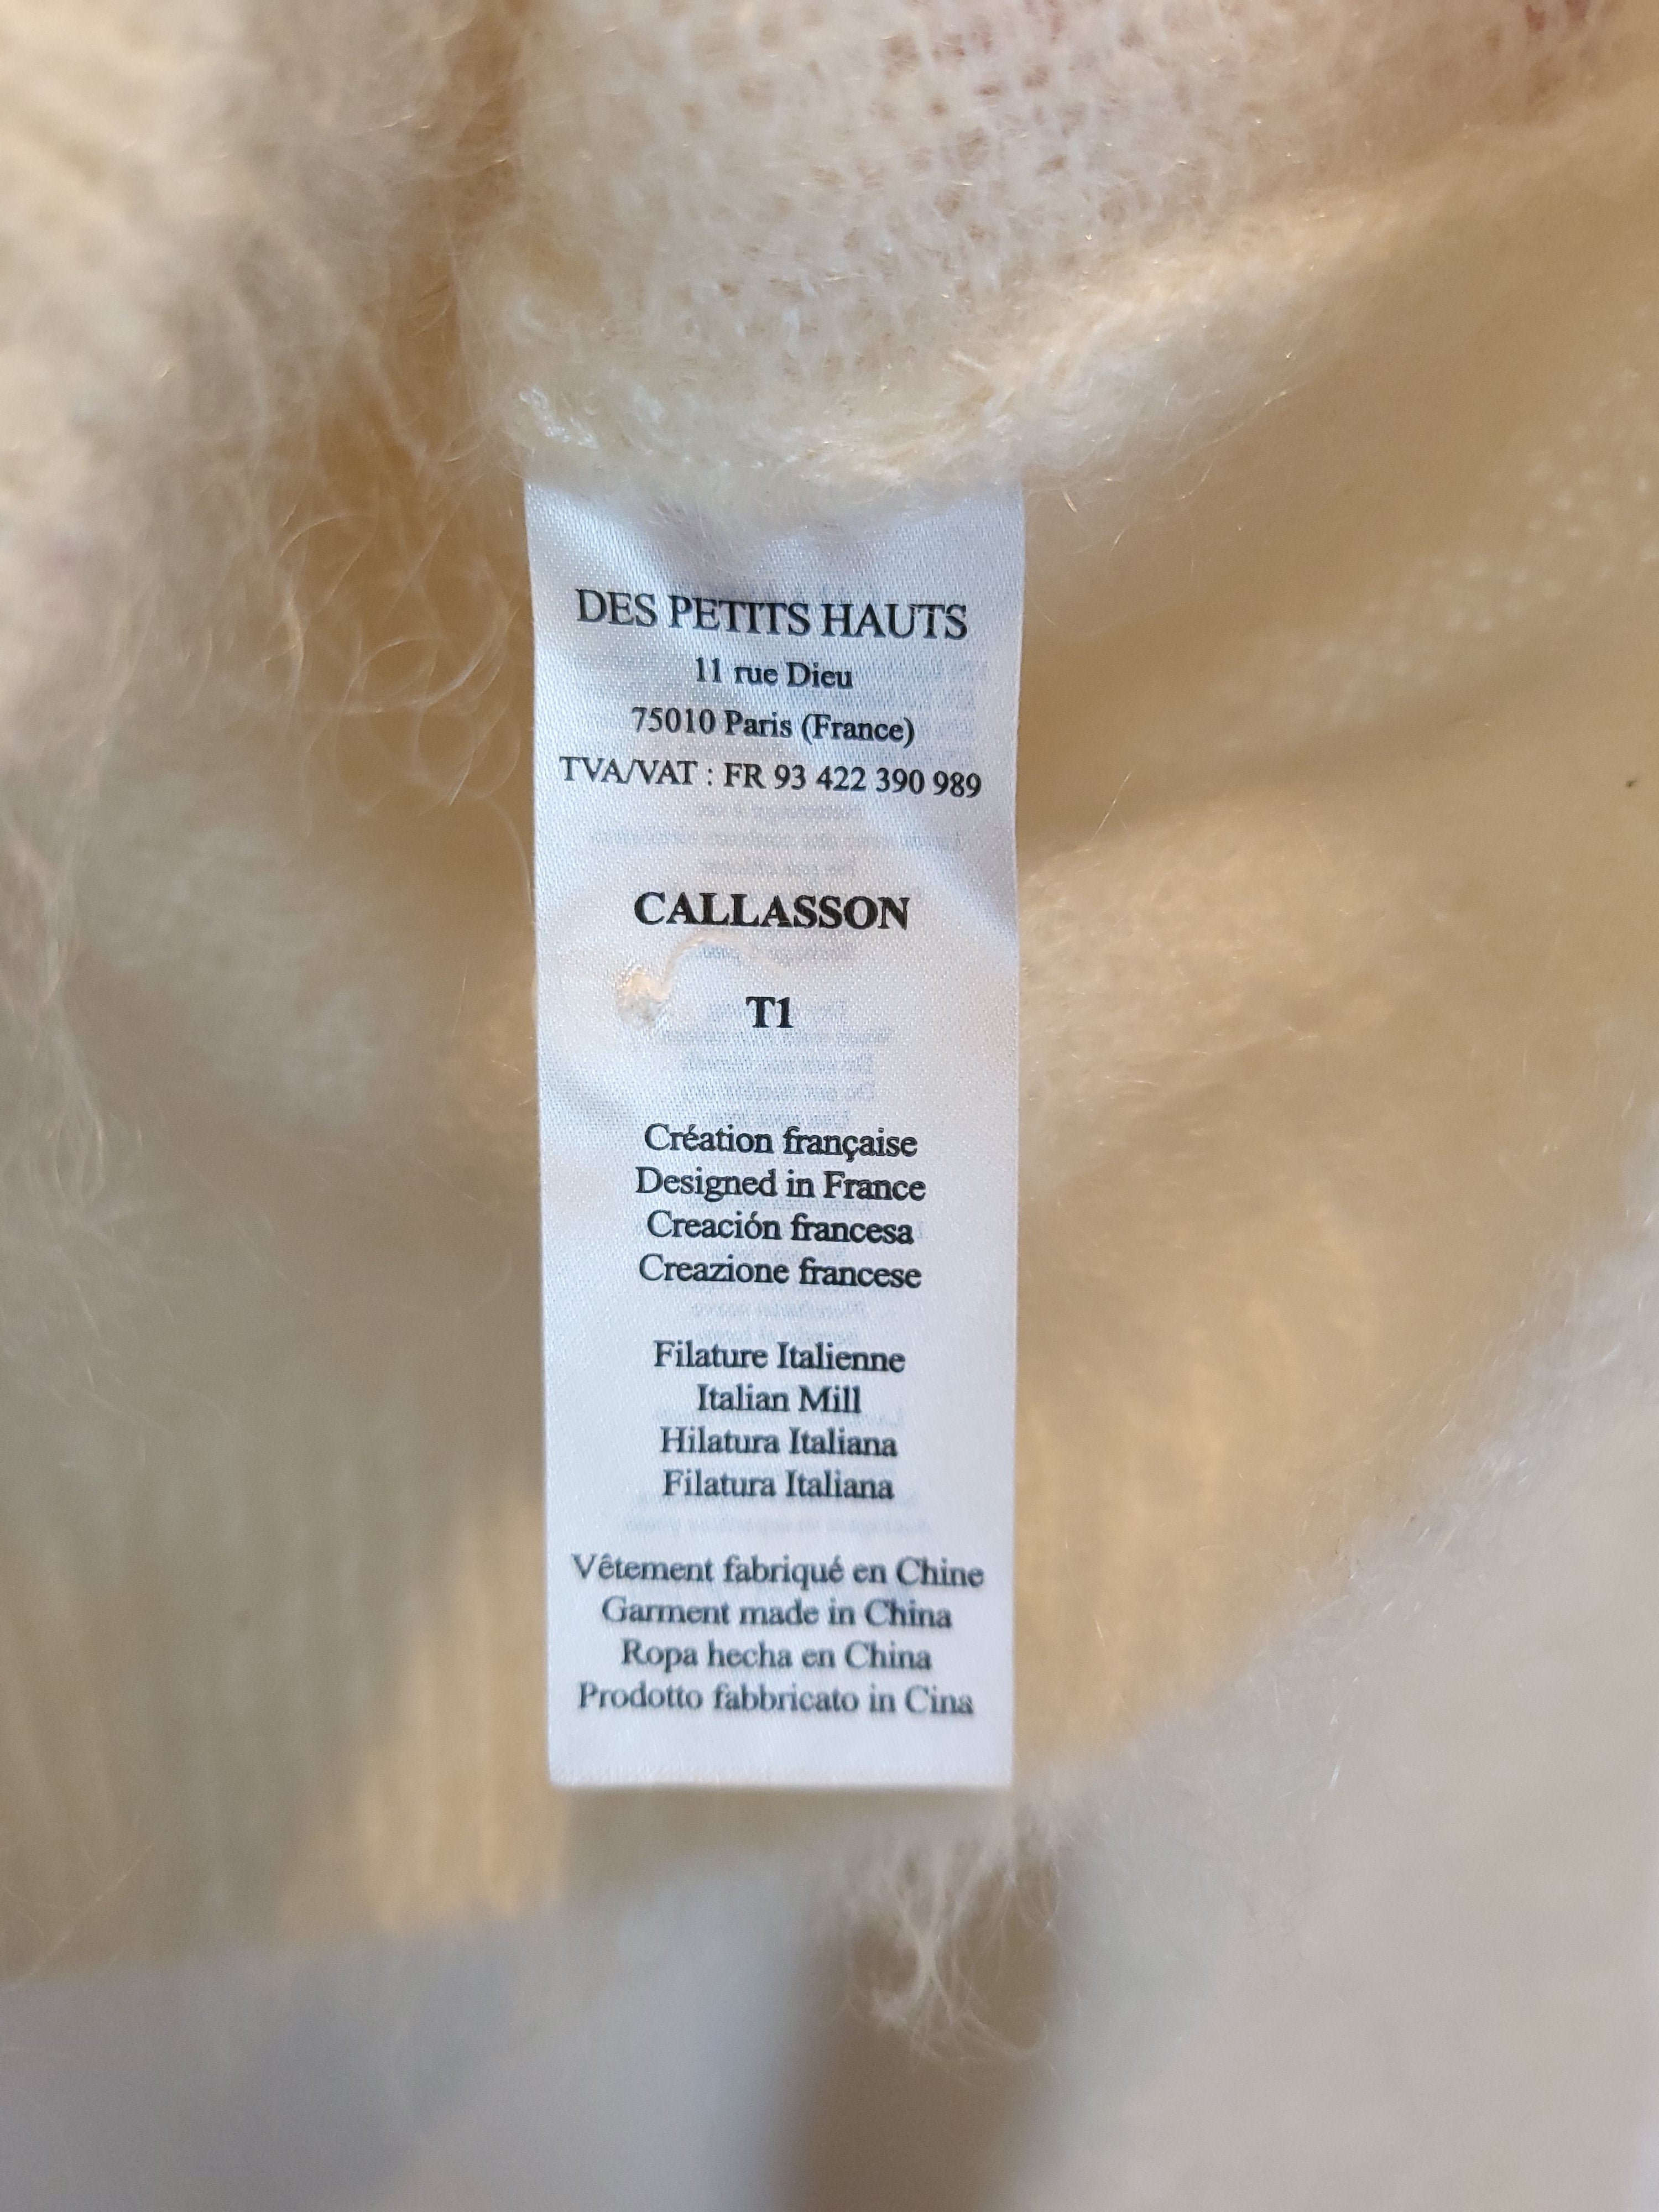 DES PETITS HAUTS
11 rue Dieu
75010 Paris (France)
TVA/VAT : FR 93 422 390 989
CALLASSON
T1
Création française
Designed in France
Creación francesa
Creazione francese
Filature Italienne
Italian Mill
Hilatura Italiana
Filatura Italiana
Vêtement fabriqué en Chine
Garment made in China
Ropa hecha en China
Prodotto fabbricato in Cina